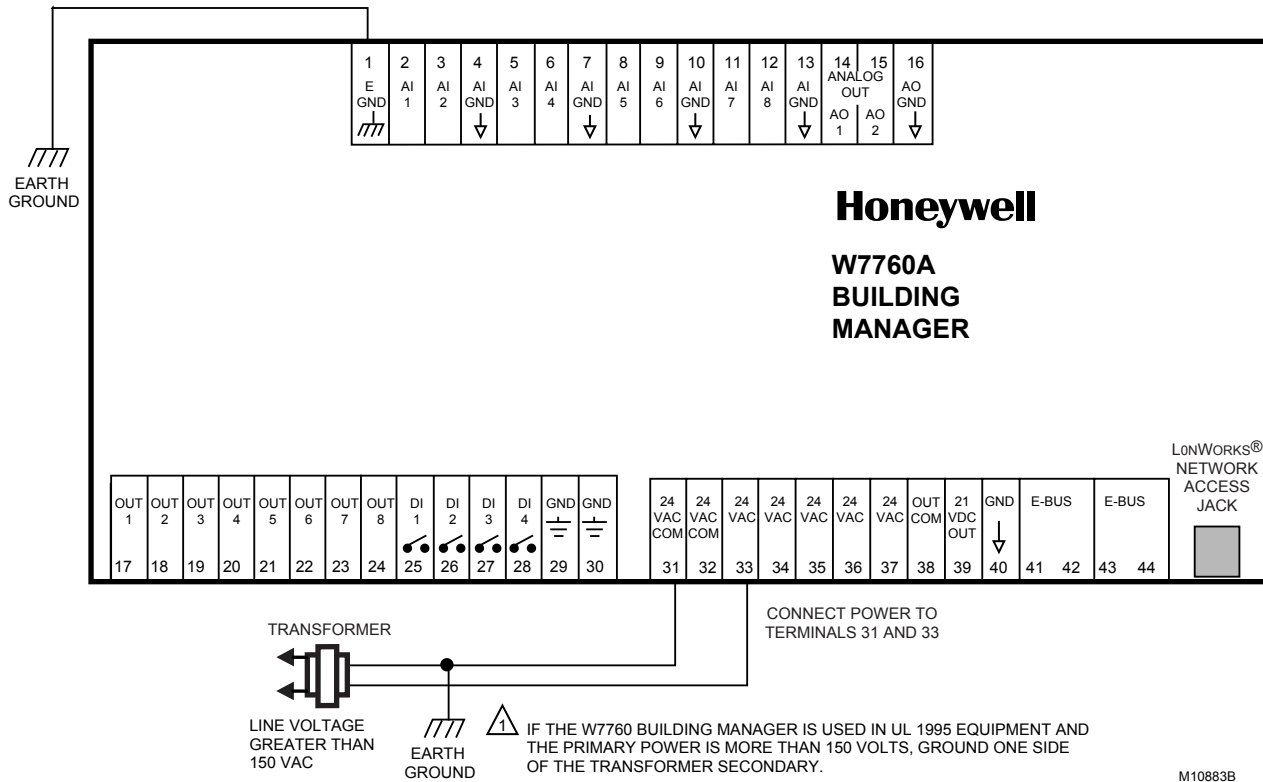 1 2 3 4 5 6 7 8 9 10 11 12 13 14 15 16
E GND AI 1 AI 2 AI GND AI 3 AI 4 AI GND AI 5 AI 6 AI GND AI 7 AI 8 AI GND ANALOG OUT AO 1 AO 2 AO GND
EARTH
GROUND
Honeywell
W7760A
BUILDING
MANAGER
LONWORKS®
NETWORK
ACCESS
JACK
OUT 1 OUT 2 OUT 3 OUT 4 OUT 5 OUT 6 OUT 7 OUT 8 DI 1 DI 2 DI 3 DI 4 GND GND
17 18 19 20 21 22 23 24 25 26 27 28 29 30
24 VAC COM 24 VAC COM 24 VAC 24 VAC 24 VAC 24 VAC 24 VAC OUT COM 21 VDC OUT GND E-BUS E-BUS
31 32 33 34 35 36 37 38 39 40 41 42 43 44
CONNECT POWER TO
TERMINALS 31 AND 33
TRANSFORMER
LINE VOLTAGE
GREATER THAN
150 VAC
EARTH
GROUND
1 IF THE W7760 BUILDING MANAGER IS USED IN UL 1995 EQUIPMENT AND
THE PRIMARY POWER IS MORE THAN 150 VOLTS, GROUND ONE SIDE
OF THE TRANSFORMER SECONDARY.
M10883B